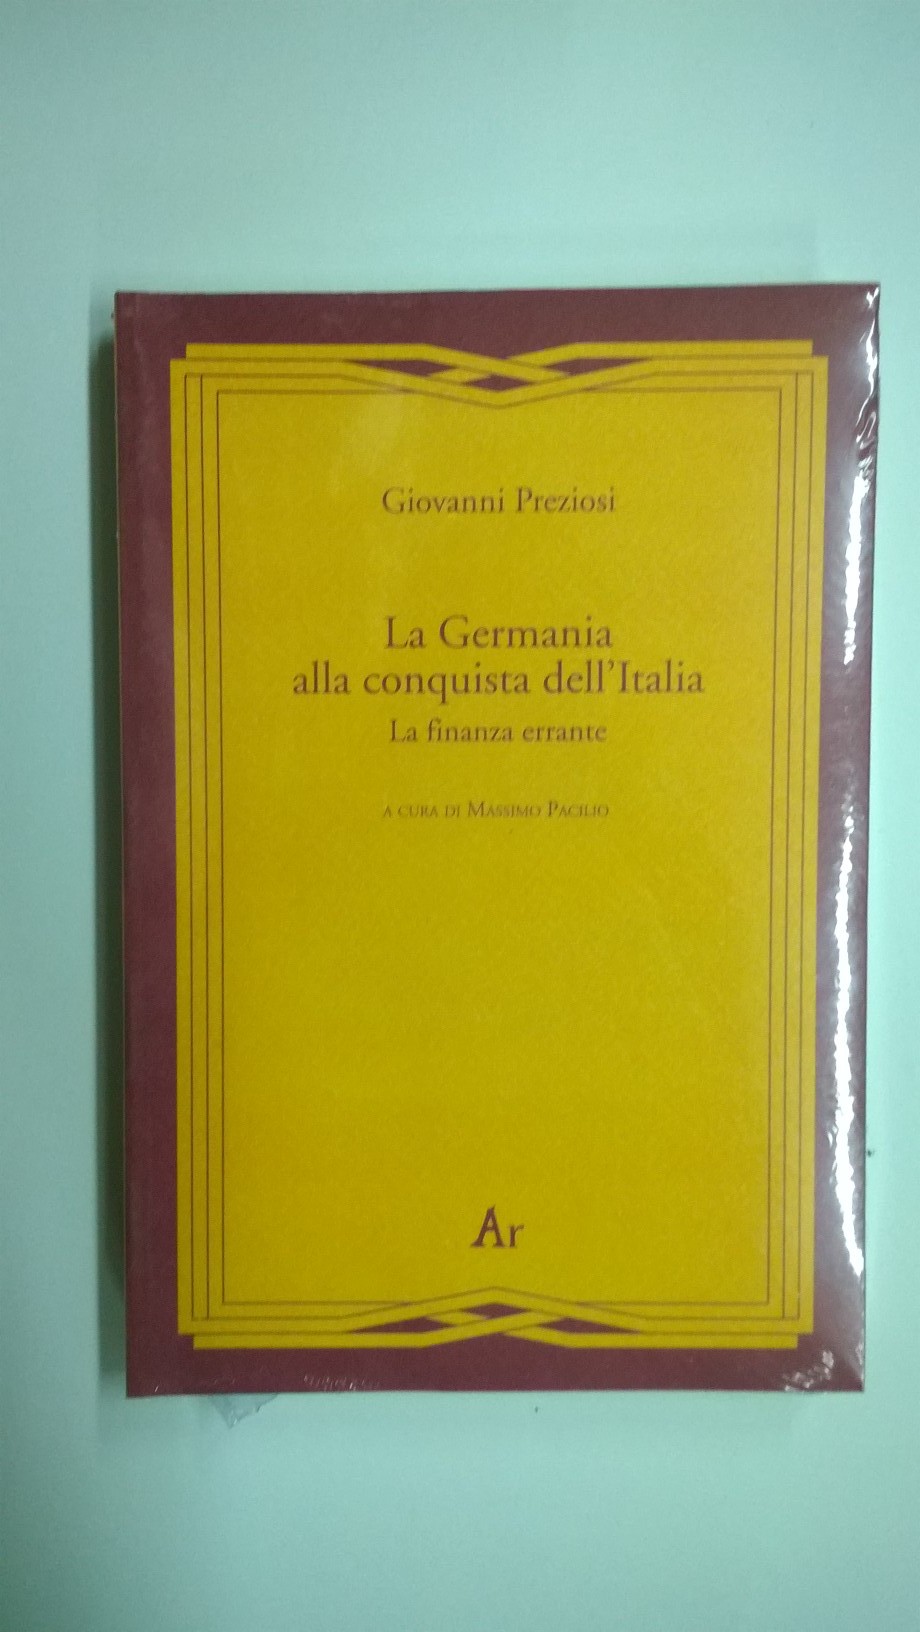 Giovanni Preziosi
La Germania
alla conquista dell'Italia
La finanza errante
A CURA DI MASSIMO PACILIO
Ar